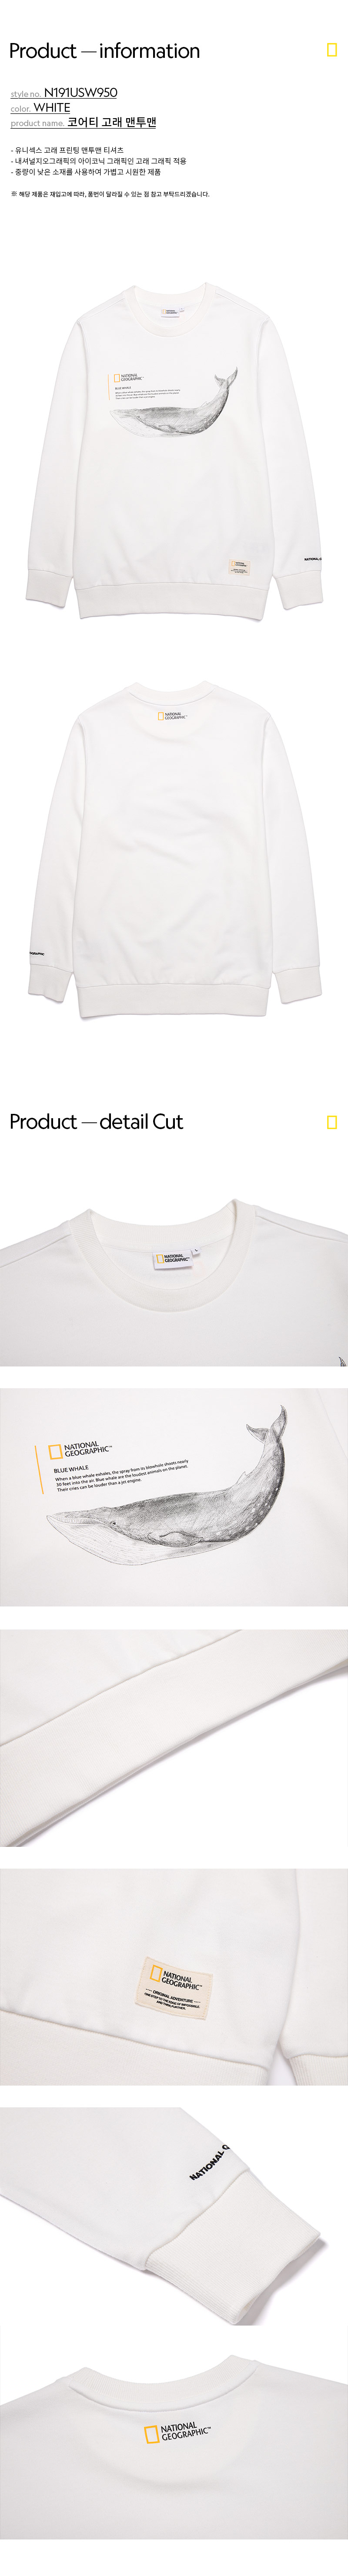 Product — information
style no. N191USW950
color. WHITE
product name. 코어티 고래 맨투맨
- 유니섹스 고래 프린팅 맨투맨 티셔츠
- 내셔널지오그래픽의 아이코닉 그래픽인 고래 그래픽 적용
- 중량이 낮은 소재를 사용하여 가볍고 시원한 제품
※ 해당 제품은 재입고에 따라, 품번이 달라질 수 있는 점 참고 부탁드리겠습니다.
NATIONAL
GEOGRAPHIC
BLUE WHALE
NATIONAL G
NATIONAL
GEOGRAPHIC
NATIONAL
GEOGRAPHIC
OGRAPHIC
Product — detail Cut
NATIONAL
GEOGRAPHIC
L
NATIONAL
GEOGRAPHIC™
BLUE WHALE
When a blue whale exhales, the spray from its blowhole shoots nearly
30 feet into the air. Blue whale are the loudest animals on the planet.
Their cries can be louder than a jet engine.
NATIONAL
GEOGRAPHIC™
— ORIGINAL ADVENTURE —
NATIONAL G
NATIONAL
GEOGRAPHIC™